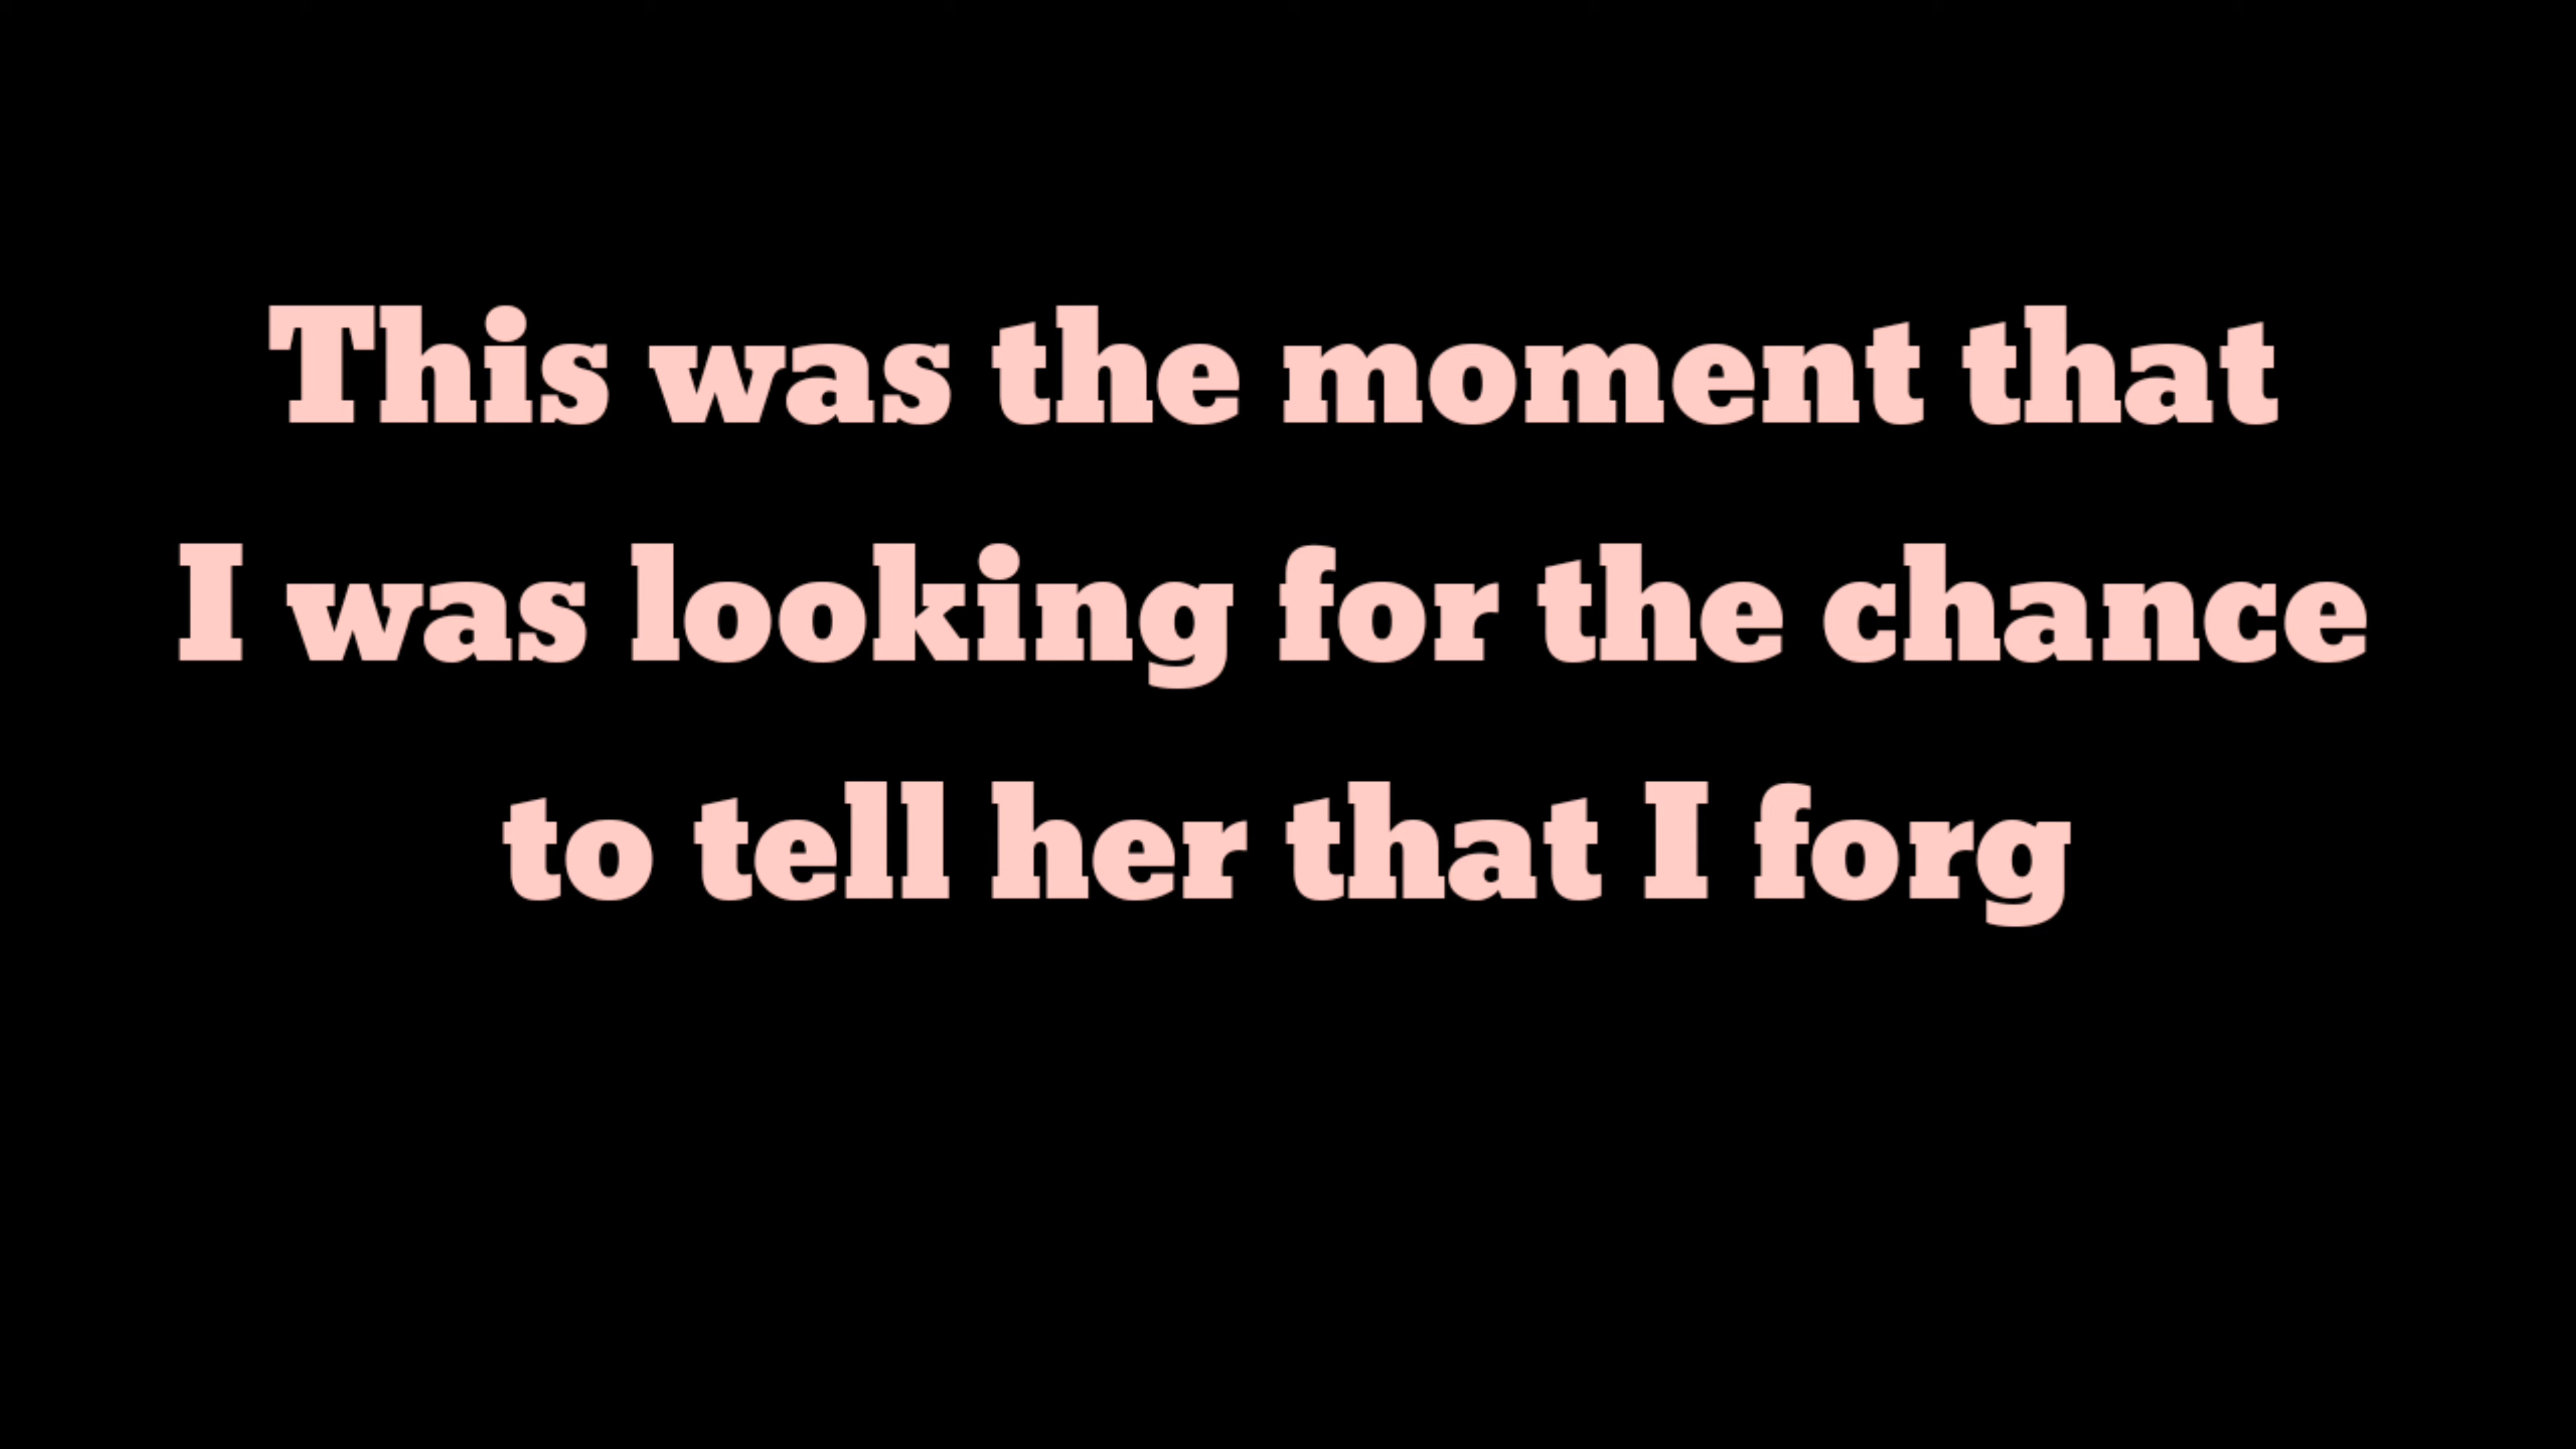 This was the moment that
I was looking for the chance
to tell her that I forg